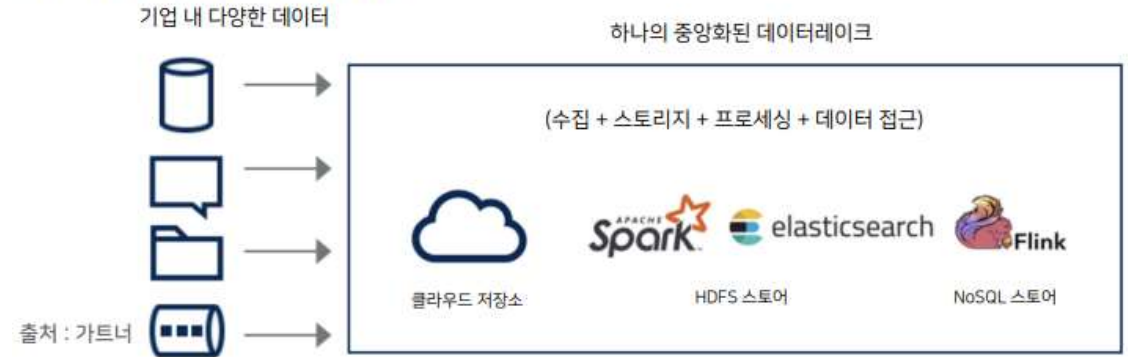 기업 내 다양한 데이터
하나의 중앙화된 데이터레이크
(수집 + 스토리지 + 프로세싱 + 데이터 접근)
APACHE
Spark
elasticsearch
Flink
클라우드 저장소
HDFS 스토어
NoSQL 스토어
출처 : 가트너